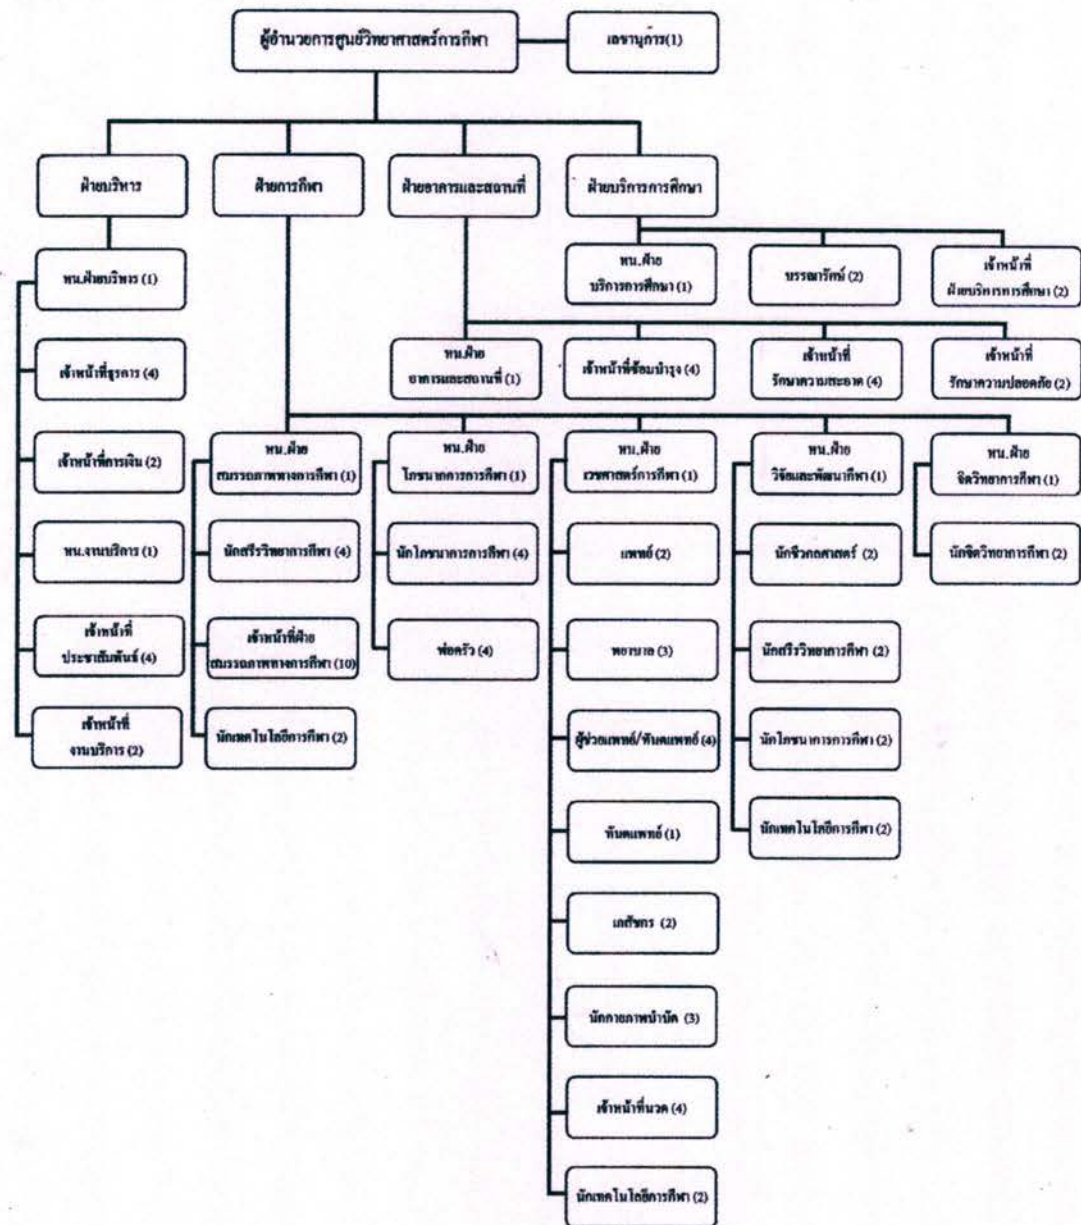 ผู้อำนวยการศูนย์วิทยาศาสตร์การกีฬา
เลขานุการ(1)
ฝ่ายบริหาร
ฝ่ายการกีฬา
ฝ่ายอาคารและสถานที่
ฝ่ายบริการการศึกษา
หน.ฝ่ายบริหาร (1)
หน.ฝ่าย
บริการการศึกษา (1)
บรรณารักษ์ (2)
เจ้าหน้าที่
ฝ่ายบริการการศึกษา (2)
เจ้าหน้าที่ธุรการ (4)
หน.ฝ่าย
อาคารและสถานที่ (1)
เจ้าหน้าที่ซ่อมบำรุง (4)
เจ้าหน้าที่
รักษาความสะอาด (4)
เจ้าหน้าที่
รักษาความปลอดภัย (2)
เจ้าหน้าที่การเงิน (2)
หน.ฝ่าย
สมรรถภาพทางการกีฬา (1)
หน.ฝ่าย
โภชนาการการกีฬา (1)
หน.ฝ่าย
เวชศาสตร์การกีฬา (1)
หน.ฝ่าย
วิจัยและพัฒนากีฬา (1)
หน.ฝ่าย
จิตวิทยาการกีฬา (1)
หน.งานบริการ (1)
นักสรีรวิทยาการกีฬา (4)
นักโภชนาการการกีฬา (4)
แพทย์ (2)
นักชีวกลศาสตร์ (2)
นักจิตวิทยาการกีฬา (2)
เจ้าหน้าที่
ประชาสัมพันธ์ (4)
เจ้าหน้าที่ฝ่าย
สมรรถภาพทางการกีฬา (10)
พ่อครัว (4)
พยาบาล (3)
นักสรีรวิทยาการกีฬา (2)
เจ้าหน้าที่
งานบริการ (2)
นักเทคโนโลยีการกีฬา (2)
ผู้ช่วยแพทย์/ทันตแพทย์ (4)
นักโภชนาการการกีฬา (2)
ทันตแพทย์ (1)
นักเทคโนโลยีการกีฬา (2)
เภสัชกร (2)
นักกายภาพบำบัด (3)
เจ้าหน้าที่นวด (4)
นักเทคโนโลยีการกีฬา (2)